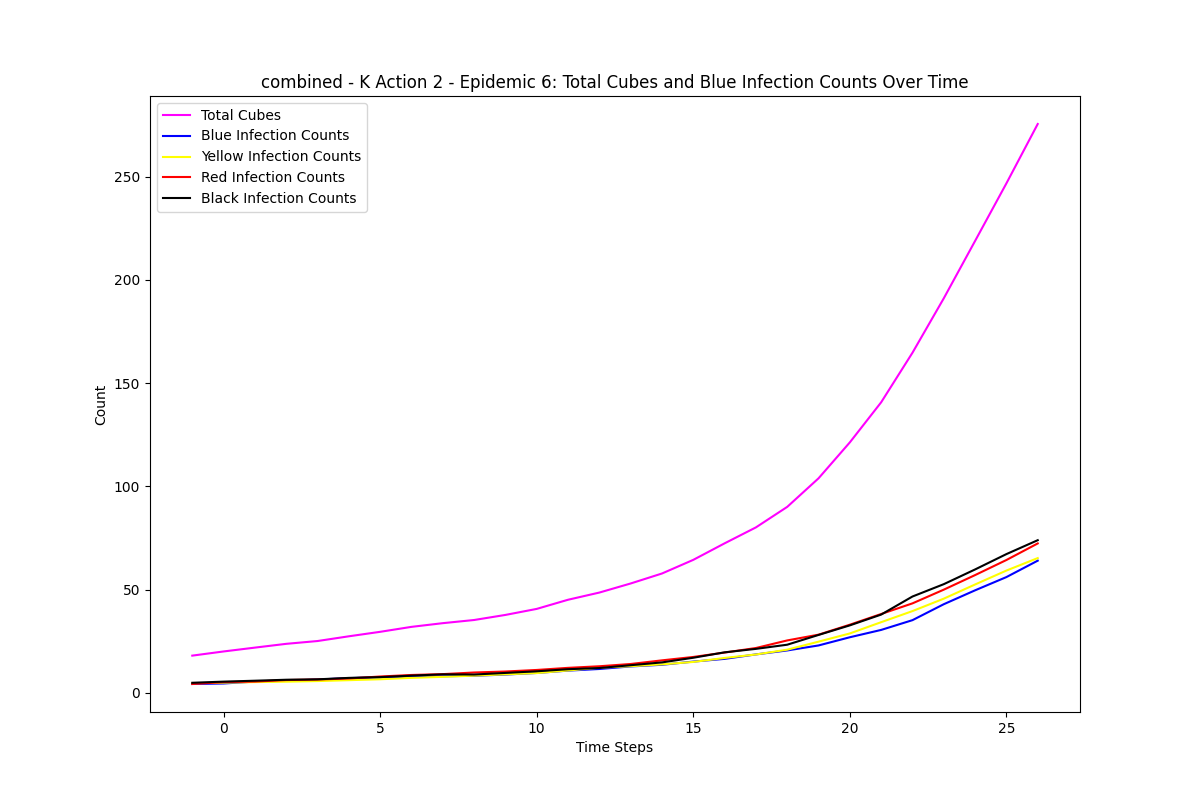 combined - K Action 2 - Epidemic 6: Total Cubes and Blue Infection Counts Over Time
Total Cubes
Blue Infection Counts
Yellow Infection Counts
Red Infection Counts
Black Infection Counts
Count
250
200
150
100
50
0
0 5 10 15 20 25
Time Steps